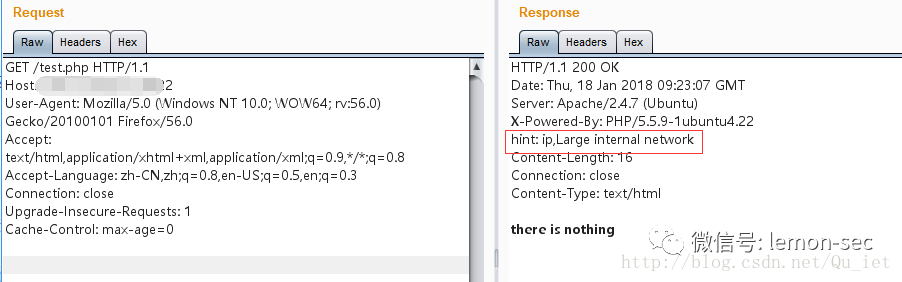 Request
Raw Headers Hex
GET /test.php HTTP/1.1
Host: 22
User-Agent: Mozilla/5.0 (Windows NT 10.0; WOW64; rv:56.0)
Gecko/20100101 Firefox/56.0
Accept:
text/html,application/xhtml+xml,application/xml;q=0.9,*/*;q=0.8
Accept-Language: zh-CN,zh;q=0.8,en-US;q=0.5,en;q=0.3
Connection: close
Upgrade-Insecure-Requests: 1
Cache-Control: max-age=0
Response
Raw Headers Hex
HTTP/1.1 200 OK
Date: Thu, 18 Jan 2018 09:23:07 GMT
Server: Apache/2.4.7 (Ubuntu)
X-Powered-By: PHP/5.5.9-1ubuntu4.22
hint: ip,Large internal network
Content-Length: 16
Connection: close
Content-Type: text/html
there is nothing
微信号: lemon-sec
http://blog.csdn.net/Qu_iet